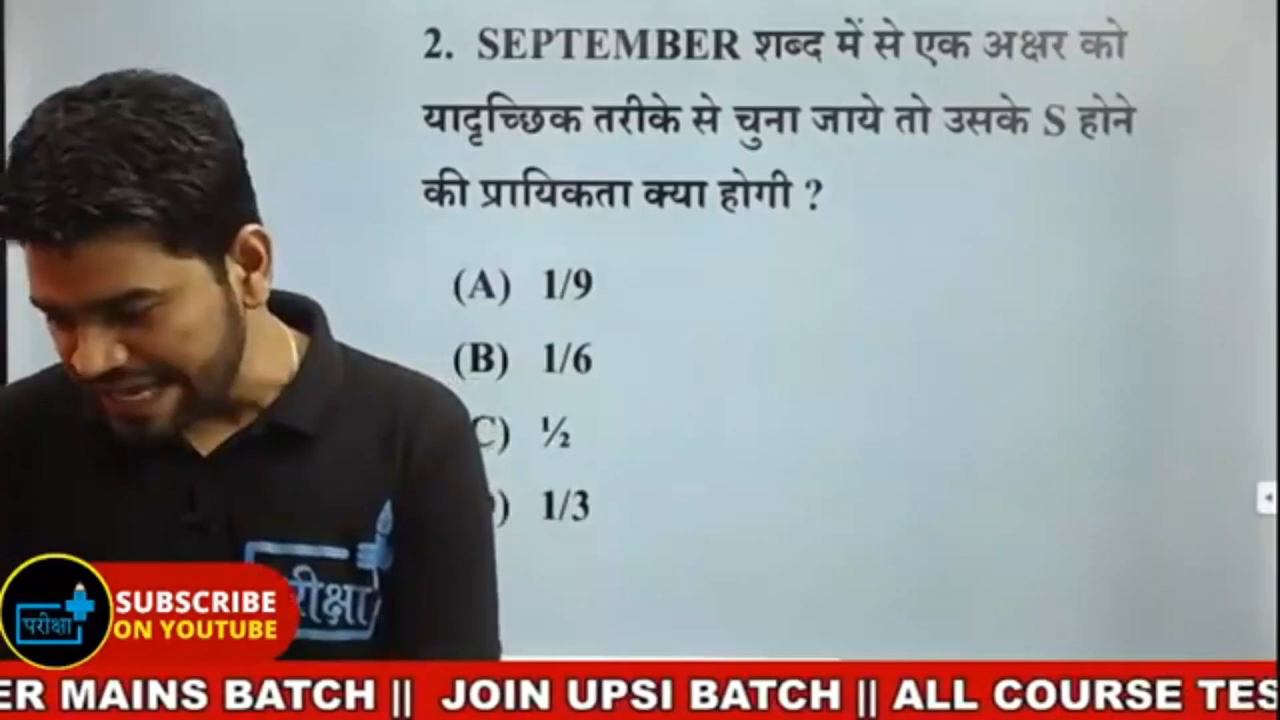 2. SEPTEMBER शब्द में से एक अक्षर को
यादृच्छिक तरीके से चुना जाये तो उसके S होने
की प्रायिकता क्या होगी ?
(A) 1/9
(B) 1/6
C) ½
) 1/3
रीक्षा
परीक्षा
SUBSCRIBE
ON YOUTUBE
ER MAINS BATCH || JOIN UPSI BATCH || ALL COURSE TES